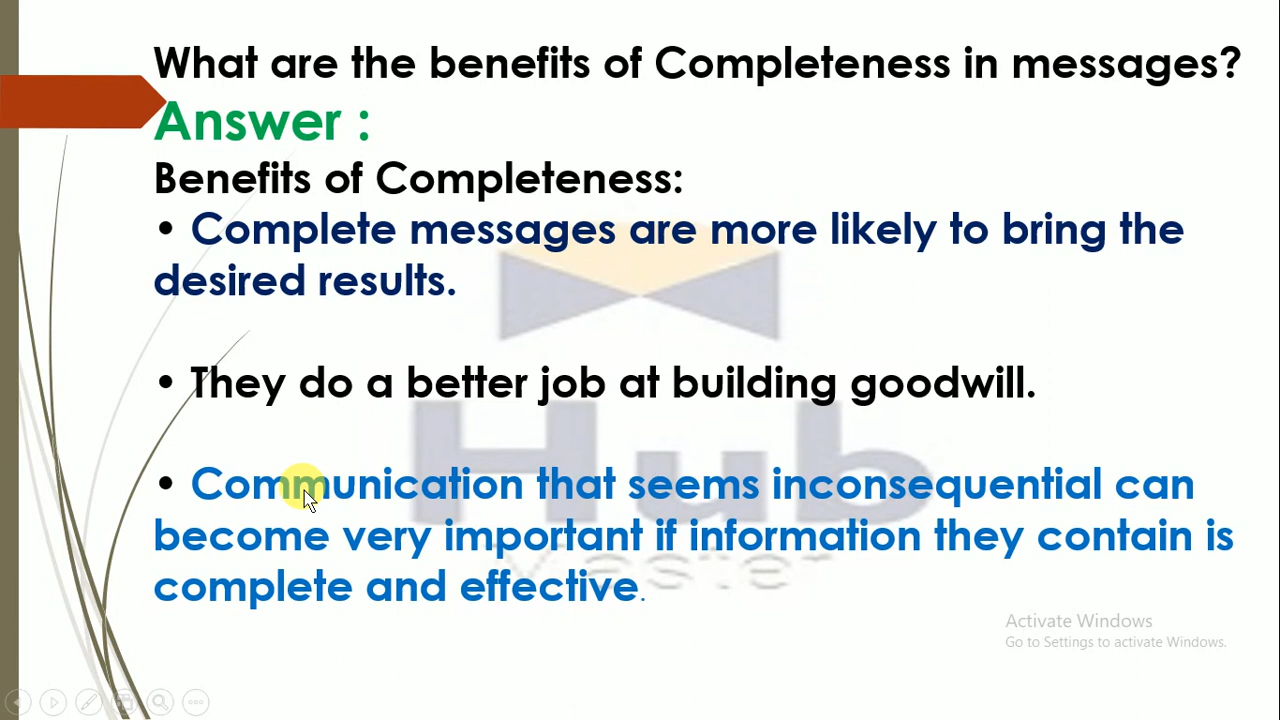 What are the benefits of Completeness in messages?
Answer :
Benefits of Completeness:
• Complete messages are more likely to bring the
desired results.
• They do a better job at building goodwill.
• Communication that seems inconsequential can
become very important if information they contain is
complete and effective.
Hub
Master
Activate Windows
Go to Settings to activate Windows.